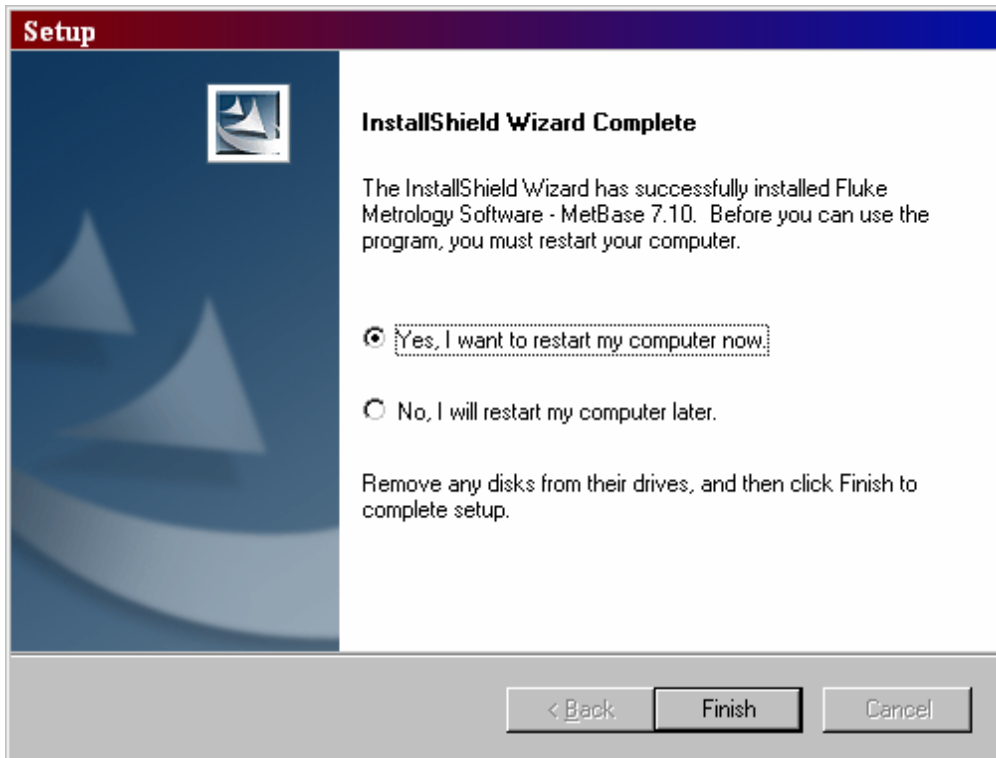 Setup
InstallShield Wizard Complete
The InstallShield Wizard has successfully installed Fluke
Metrology Software - MetBase 7.10.  Before you can use the
program, you must restart your computer.
Yes, I want to restart my computer now.
No, I will restart my computer later.
Remove any disks from their drives, and then click Finish to
complete setup.
< Back
Finish
Cancel